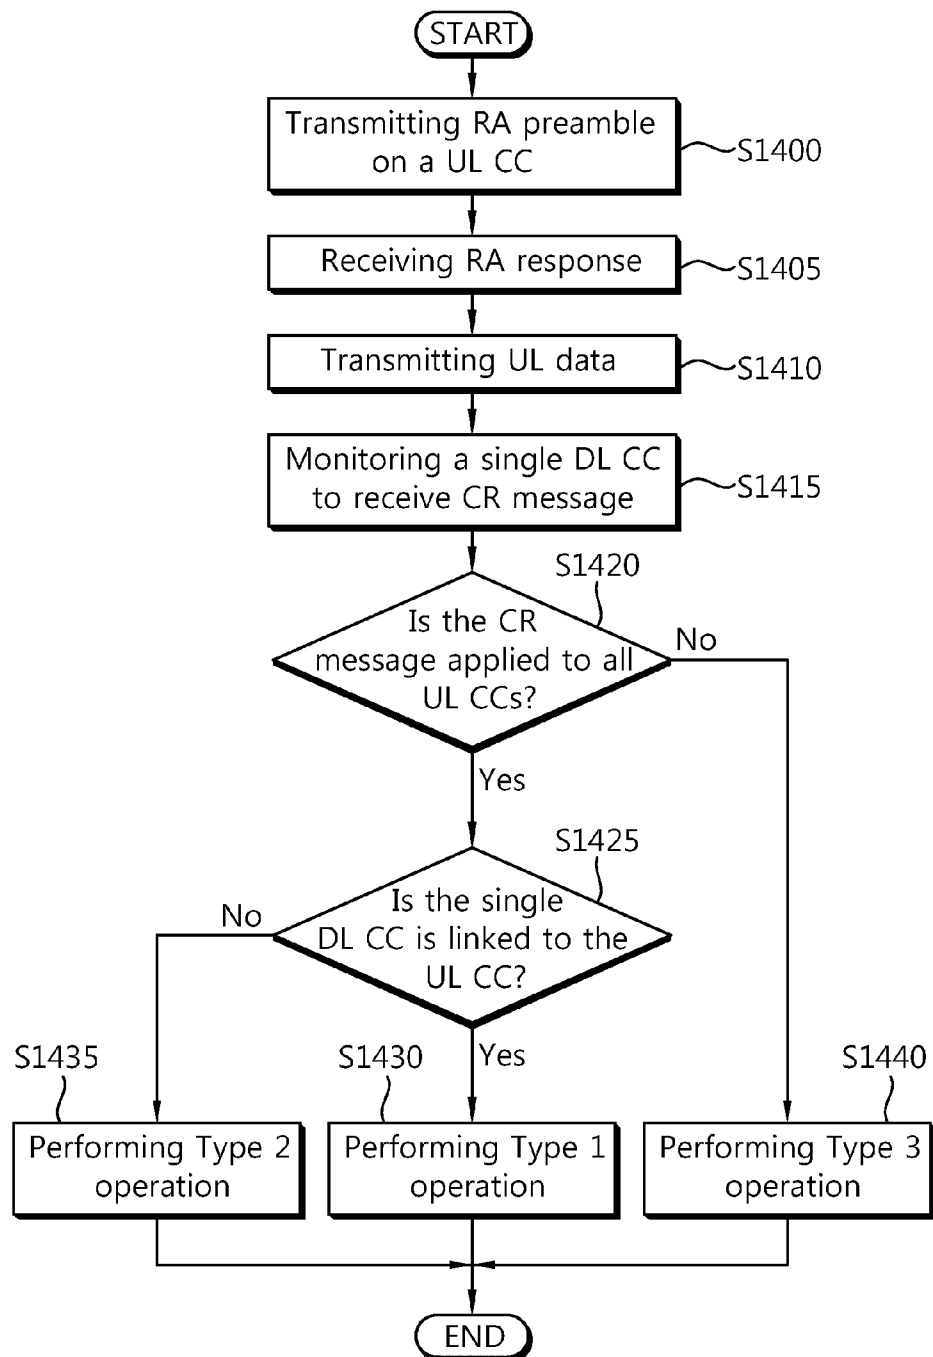 START
Transmitting RA preamble
on a UL CC
S1400
Receiving RA response
S1405
Transmitting UL data
S1410
Monitoring a single DL CC
to receive CR message
S1415
S1420
Is the CR
message applied to all
UL CCs?
No
Yes
S1425
Is the single
DL CC is linked to the
UL CC?
No
Yes
S1435
S1430
S1440
Performing Type 2
operation
Performing Type 1
operation
Performing Type 3
operation
END